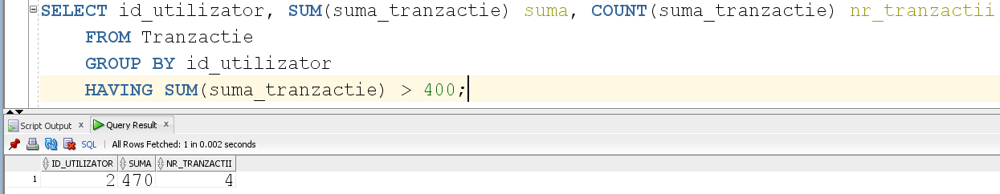 SELECT id_utilizator, SUM(suma_tranzactie) suma, COUNT(suma_tranzactie) nr_tranzactii
FROM Tranzactie
GROUP BY id_utilizator
HAVING SUM(suma_tranzactie) > 400;
Script Output x Query Result x
SQL | All Rows Fetched: 1 in 0.002 seconds
ID_UTILIZATOR SUMA NR_TRANZACTII
1 2 470 4